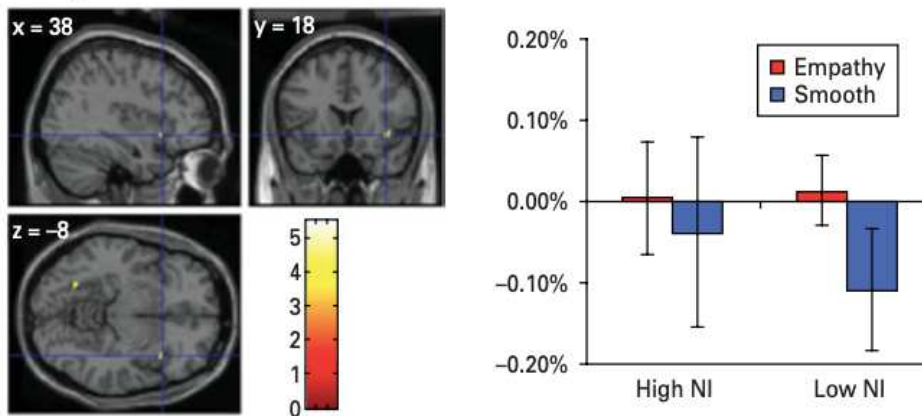 x = 38
y = 18
z = –8
5
4
3
2
1
0
0.20%
0.10%
0.00%
–0.10%
–0.20%
Empathy
Smooth
High NI
Low NI